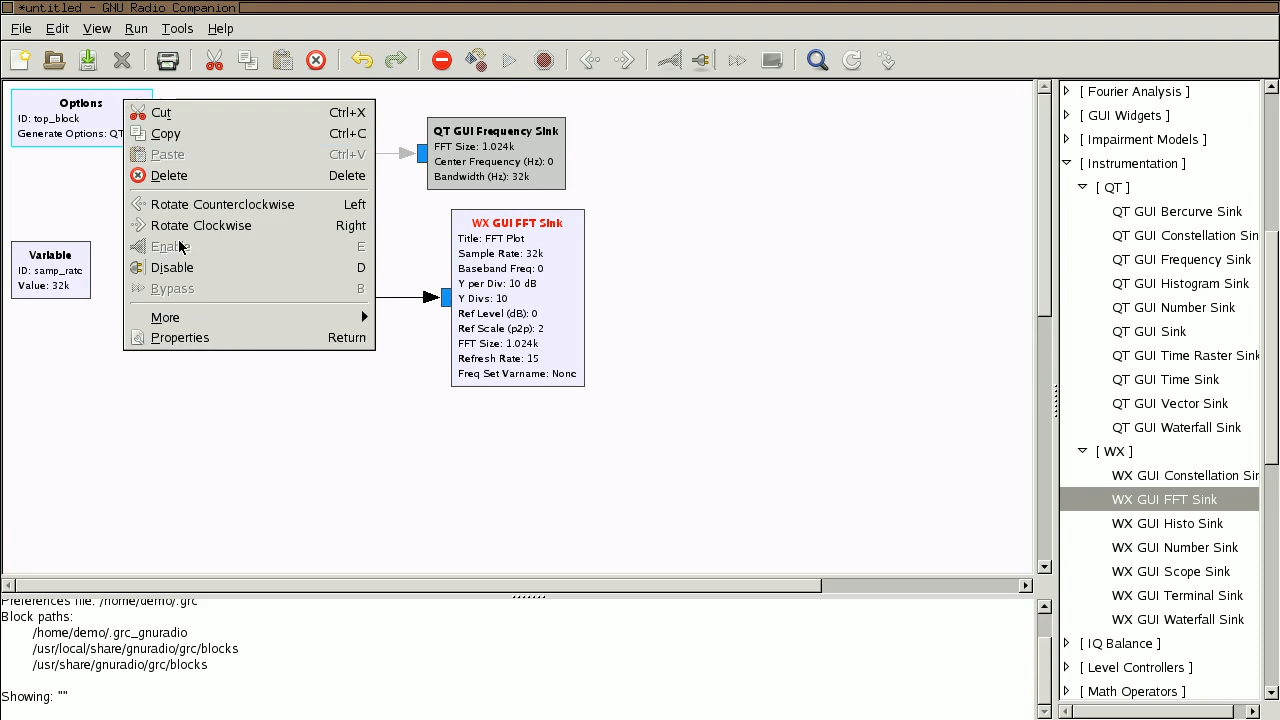 *untitled - GNU Radio Companion
File Edit View Run Tools Help
Options
ID: top_block
Generate Options: QT
Variable
ID: samp_rate
Value: 32k
Cut Ctrl+X
Copy Ctrl+C
Paste Ctrl+V
Delete Delete
Rotate Counterclockwise Left
Rotate Clockwise Right
Enable E
Disable D
Bypass B
More
Properties Return
QT GUI Frequency Sink
FFT Size: 1.024k
Center Frequency (Hz): 0
Bandwidth (Hz): 32k
WX GUI FFT Sink
Title: FFT Plot
Sample Rate: 32k
Baseband Freq: 0
Y per Div: 10 dB
Y Divs: 10
Ref Level (dB): 0
Ref Scale (p2p): 2
FFT Size: 1.024k
Refresh Rate: 15
Freq Set Varname: None
[ Fourier Analysis ]
[ GUI Widgets ]
[ Impairment Models ]
[ Instrumentation ]
[ QT ]
QT GUI Bercurve Sink
QT GUI Constellation Sin
QT GUI Frequency Sink
QT GUI Histogram Sink
QT GUI Number Sink
QT GUI Sink
QT GUI Time Raster Sink
QT GUI Time Sink
QT GUI Vector Sink
QT GUI Waterfall Sink
[ WX ]
WX GUI Constellation Sin
WX GUI FFT Sink
WX GUI Histo Sink
WX GUI Number Sink
WX GUI Scope Sink
WX GUI Terminal Sink
WX GUI Waterfall Sink
[ IQ Balance ]
[ Level Controllers ]
[ Math Operators ]
Preferences file: /home/demo/.grc
Block paths:
/home/demo/.grc_gnuradio
/usr/local/share/gnuradio/grc/blocks
/usr/share/gnuradio/grc/blocks
Showing: ""